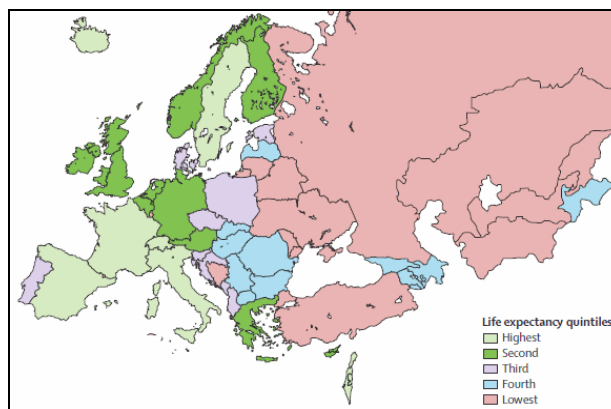 Life expectancy quintiles
Highest
Second
Third
Fourth
Lowest